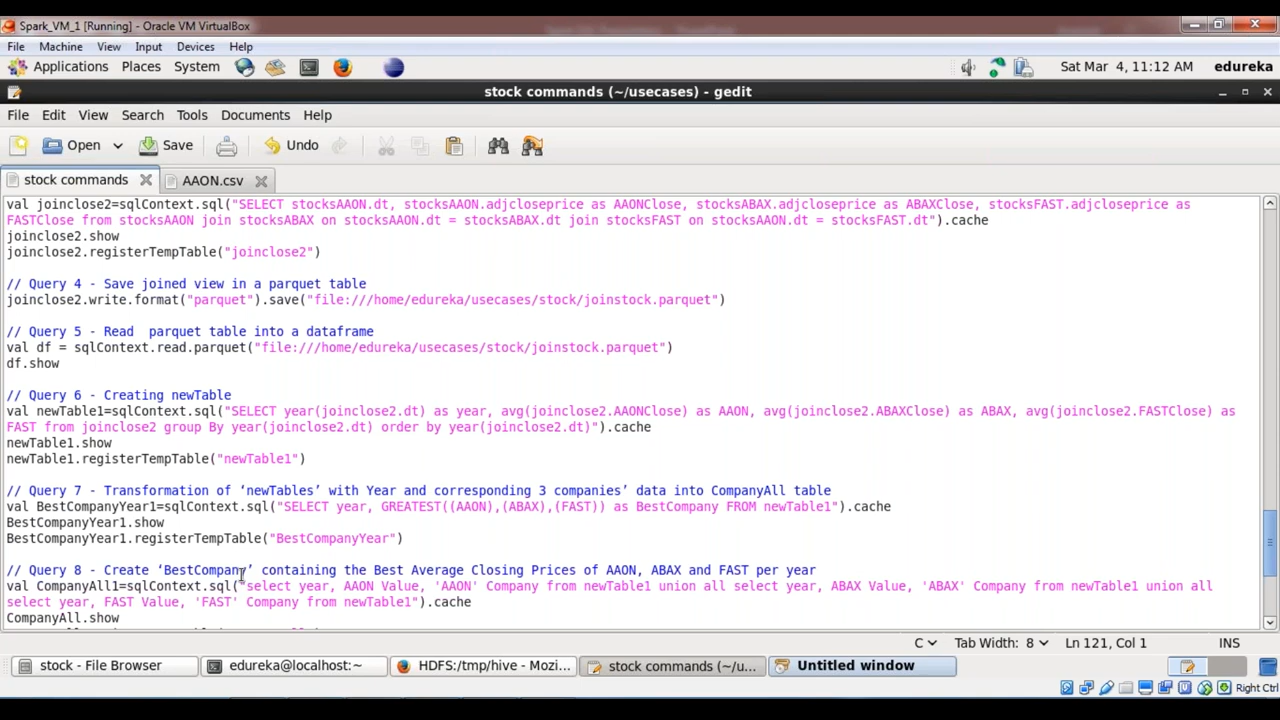 Spark_VM_1 [Running] - Oracle VM VirtualBox
File Machine View Input Devices Help
Applications Places System Sat Mar 4, 11:12 AM edureka
stock commands (~/usecases) - gedit
File Edit View Search Tools Documents Help
Open Save Undo
stock commands AAON.csv
val joinclose2=sqlContext.sql("SELECT stocksAAON.dt, stocksAAON.adjcloseprice as AAONClose, stocksABAX.adjcloseprice as ABAXClose, stocksFAST.adjcloseprice as
FASTClose from stocksAAON join stocksABAX on stocksAAON.dt = stocksABAX.dt join stocksFAST on stocksAAON.dt = stocksFAST.dt").cache
joinclose2.show
joinclose2.registerTempTable("joinclose2")
// Query 4 - Save joined view in a parquet table
joinclose2.write.format("parquet").save("file:///home/edureka/usecases/stock/joinstock.parquet")
// Query 5 - Read  parquet table into a dataframe
val df = sqlContext.read.parquet("file:///home/edureka/usecases/stock/joinstock.parquet")
df.show
// Query 6 - Creating newTable
val newTable1=sqlContext.sql("SELECT year(joinclose2.dt) as year, avg(joinclose2.AAONClose) as AAON, avg(joinclose2.ABAXClose) as ABAX, avg(joinclose2.FASTClose) as
FAST from joinclose2 group By year(joinclose2.dt) order by year(joinclose2.dt)").cache
newTable1.show
newTable1.registerTempTable("newTable1")
// Query 7 - Transformation of ‘newTables’ with Year and corresponding 3 companies’ data into CompanyAll table
val BestCompanyYear1=sqlContext.sql("SELECT year, GREATEST((AAON),(ABAX),(FAST)) as BestCompany FROM newTable1").cache
BestCompanyYear1.show
BestCompanyYear1.registerTempTable("BestCompanyYear")
// Query 8 - Create ‘BestCompany’ containing the Best Average Closing Prices of AAON, ABAX and FAST per year
val CompanyAll1=sqlContext.sql("select year, AAON Value, 'AAON' Company from newTable1 union all select year, ABAX Value, 'ABAX' Company from newTable1 union all
select year, FAST Value, 'FAST' Company from newTable1").cache
CompanyAll.show
C Tab Width: 8 Ln 121, Col 1 INS
stock - File Browser edureka@localhost:~ HDFS:/tmp/hive - Mozi... stock commands (~/u... Untitled window
Right Ctrl